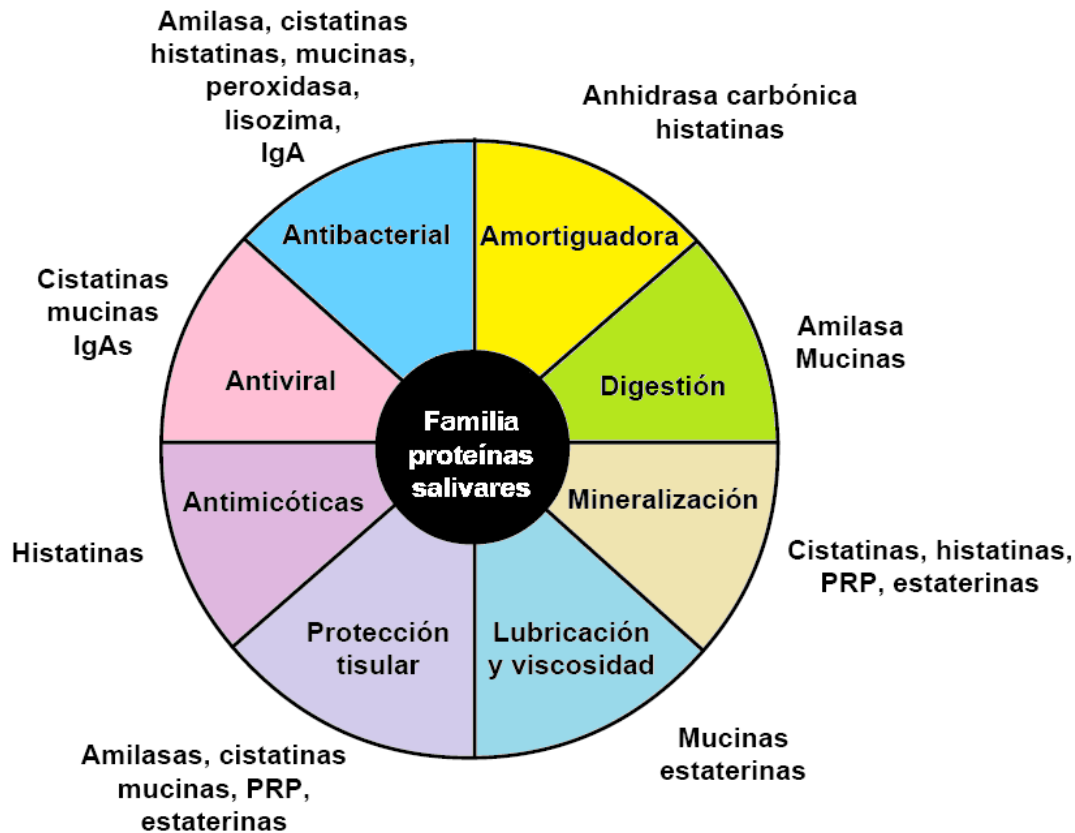 Amilasa, cistatinas
histatinas, mucinas,
peroxidasa,
lisozima,
IgA
Anhidrasa carbónica
histatinas
Antibacterial
Amortiguadora
Cistatinas
mucinas
IgAs
Amilasa
Mucinas
Antiviral
Digestión
Familia
proteínas
salivares
Antimicóticas
Mineralización
Histatinas
Cistatinas, histatinas,
PRP, estaterinas
Protección
tisular
Lubricación
y viscosidad
Amilasas, cistatinas
mucinas, PRP,
estaterinas
Mucinas
estaterinas